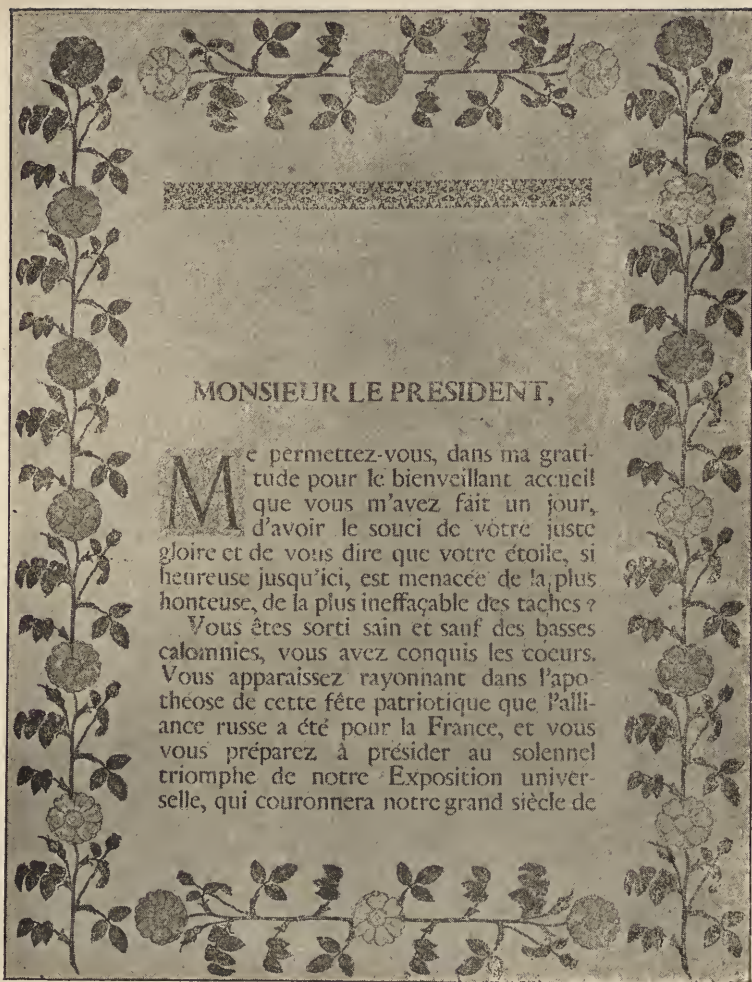 MONSIEUR LE PRESIDENT,
Me permettez-vous, dans ma grati-
tude pour le bienveillant accueil
que vous m'avez fait un jour,
d'avoir le souci de votre juste
gloire et de vous dire que votre étoile, si
heureuse jusqu'ici, est menacée de la plus
honteuse, de la plus ineffaçable des taches ?
Vous êtes sorti sain et sauf des basses
calomnies, vous avez conquis les coeurs.
Vous apparaissez rayonnant dans l'apo-
théose de cette fête patriotique que l'alli-
ance russe a été pour la France, et vous
vous préparez à présider au solennel
triomphe de notre Exposition univer-
selle, qui couronnera notre grand siècle de